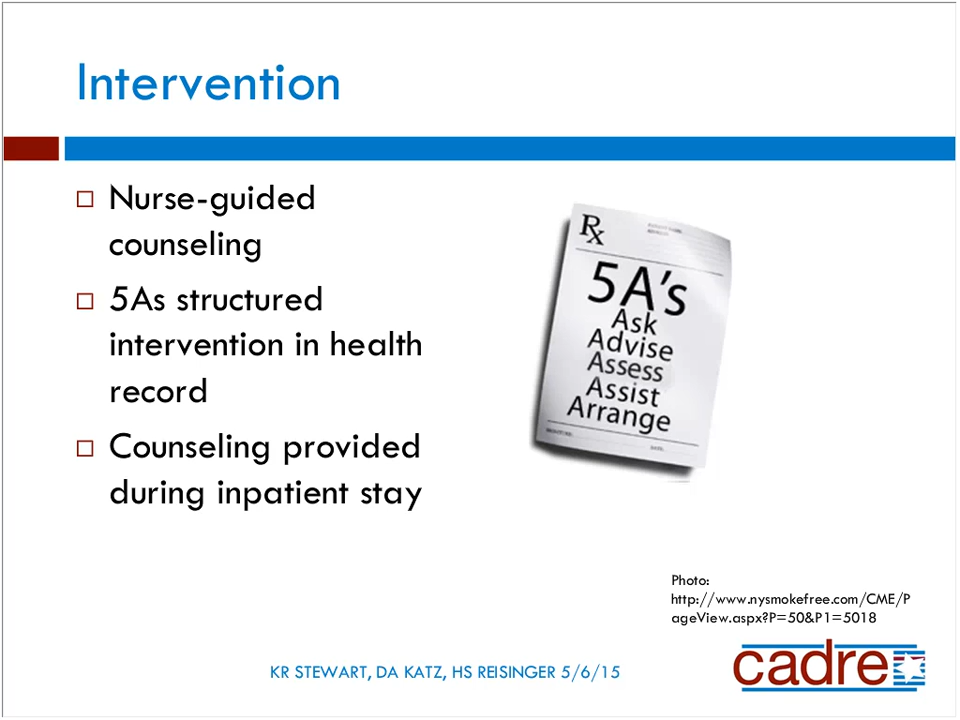 Intervention
Nurse-guided
counseling
5As structured
intervention in health
record
Counseling provided
during inpatient stay
Rx
5A's
Ask
Advise
Assess
Assist
Arrange
DATE:
Photo:
http://www.nysmokefree.com/CME/P
ageView.aspx?P=50&P1=5018
KR STEWART, DA KATZ, HS REISINGER 5/6/15
cadre